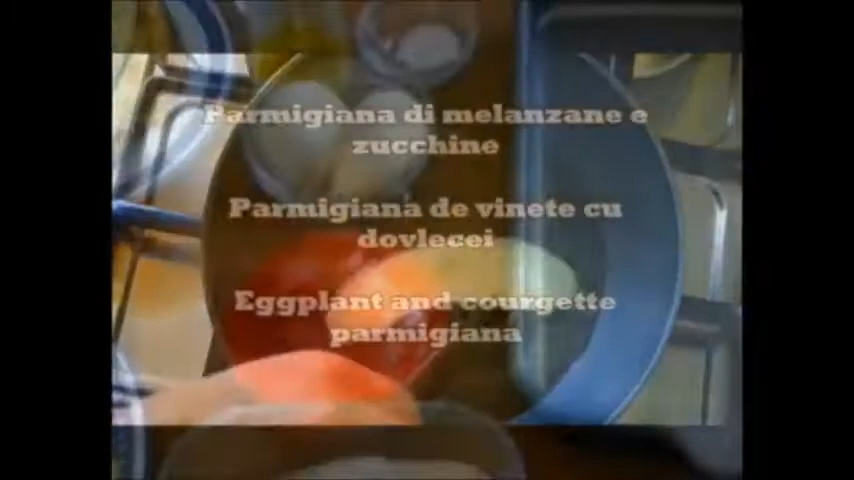 Parmigiana di melanzane e
zucchine
Parmigiana de vinete cu
dovlecei
Eggplant and courgette
parmigiana